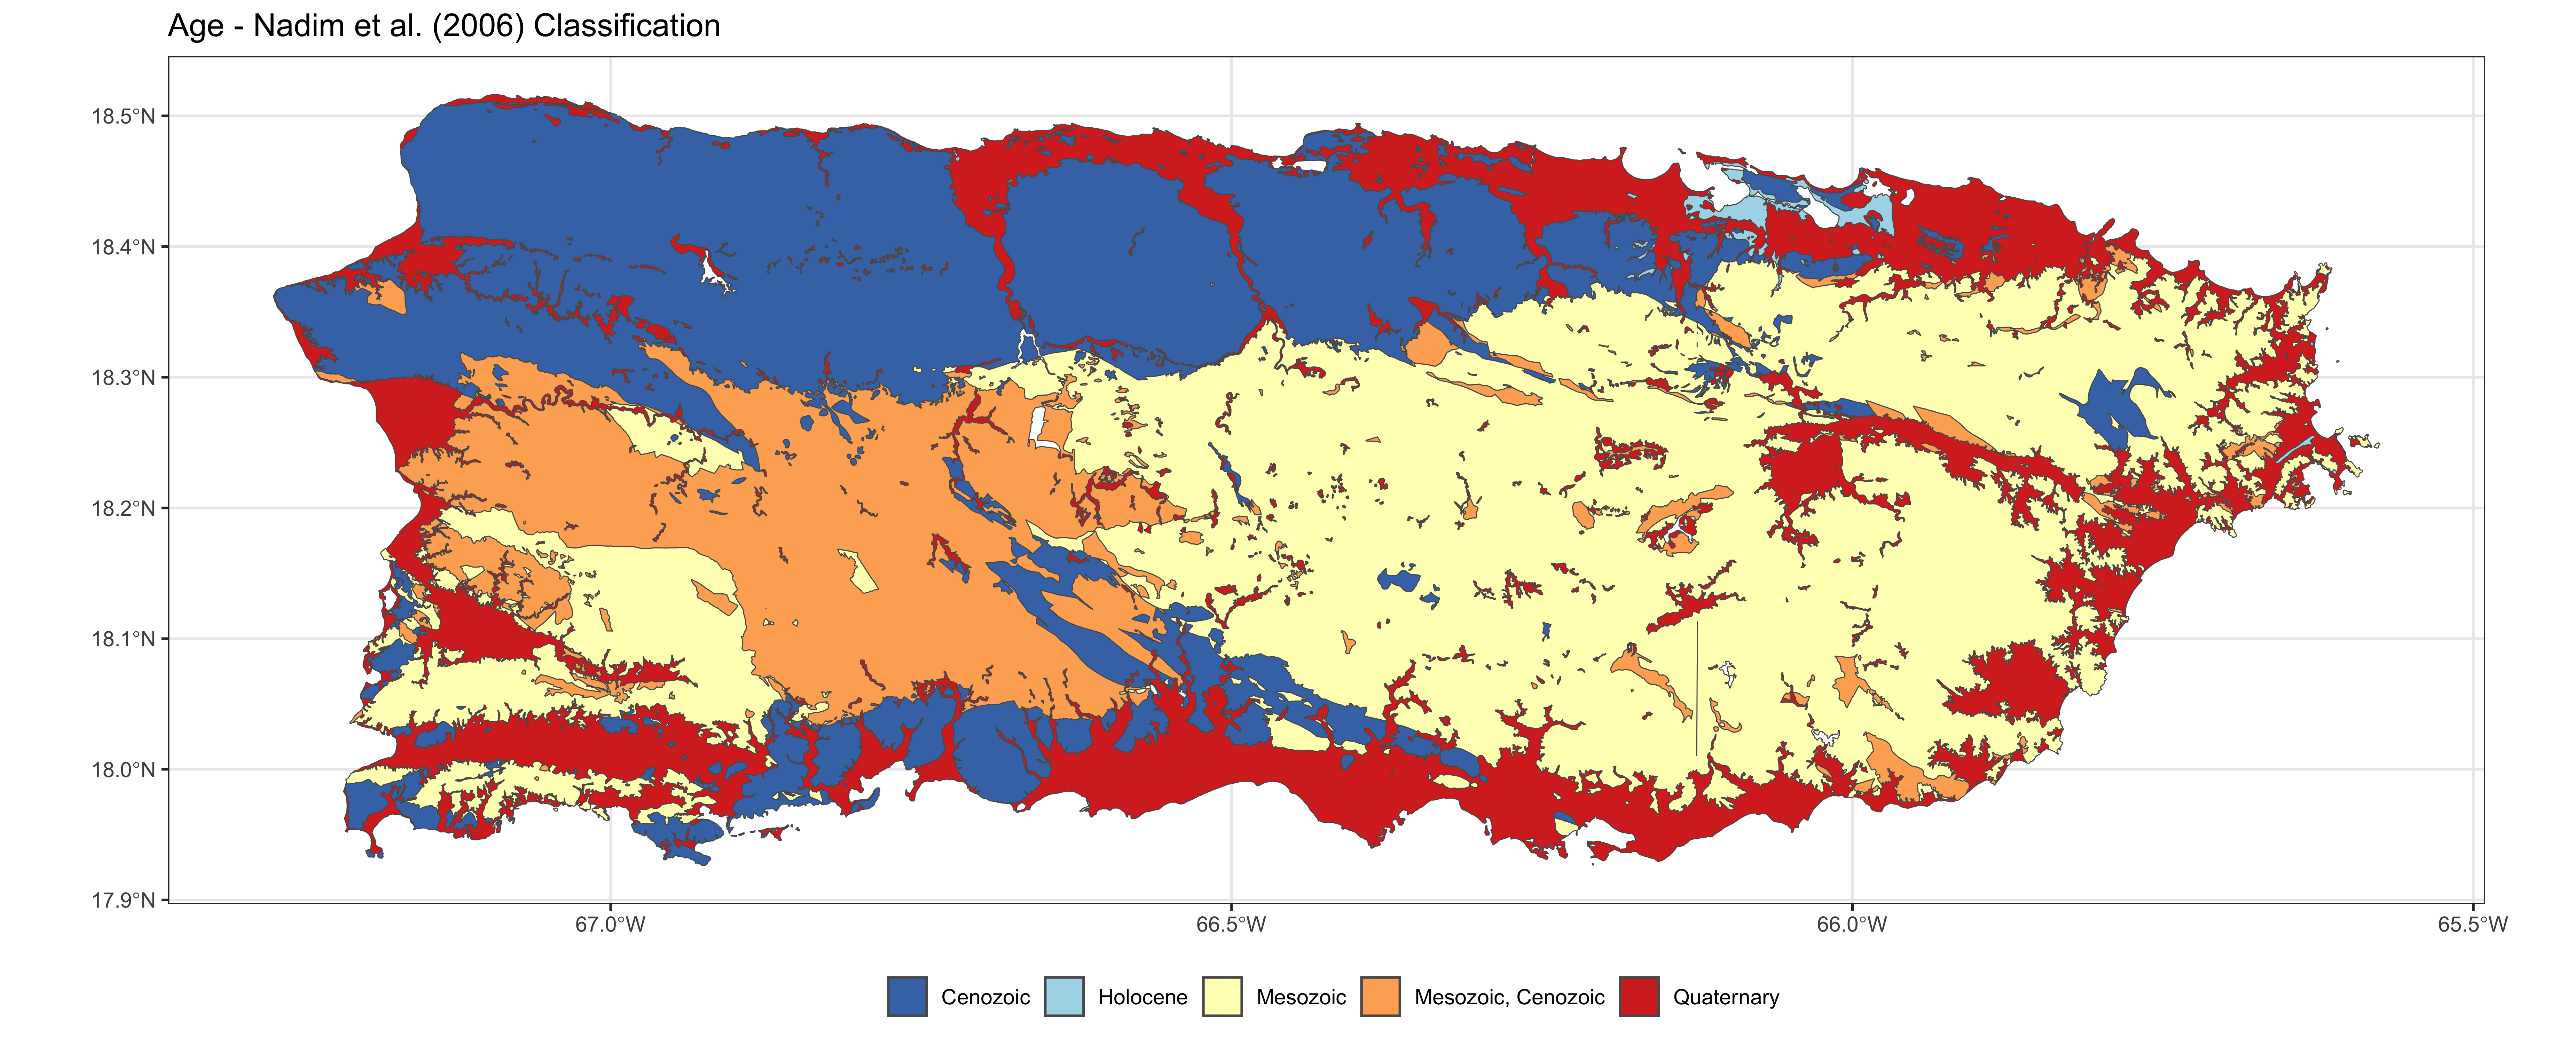 Age - Nadim et al. (2006) Classification
18.5°N
18.4°N
18.3°N
18.2°N
18.1°N
18.0°N
17.9°N
67.0°W 66.5°W 66.0°W 65.5°W
Cenozoic Holocene Mesozoic Mesozoic, Cenozoic Quaternary